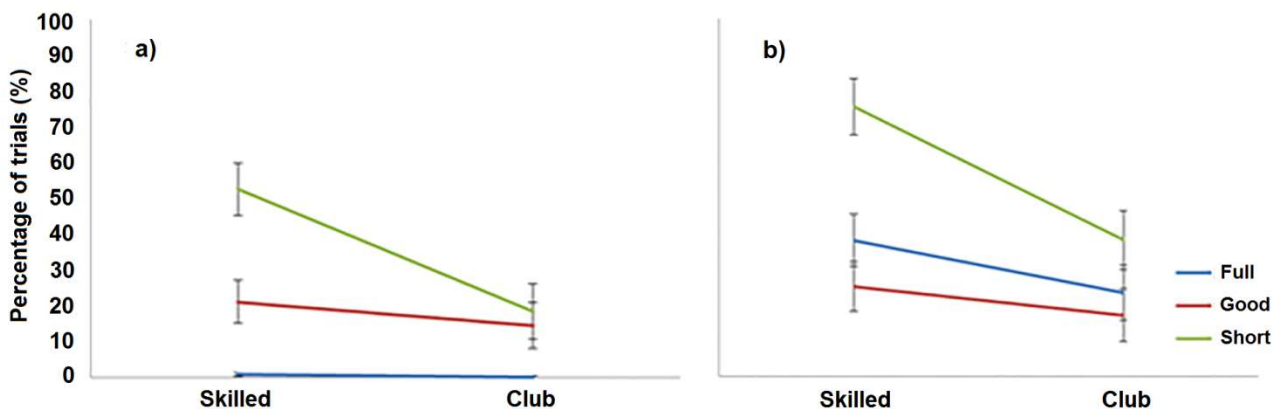 Percentage of trials (%)
100
90
80
70
60
50
40
30
20
10
0
a)
Skilled
Club
b)
Skilled
Club
Full
Good
Short